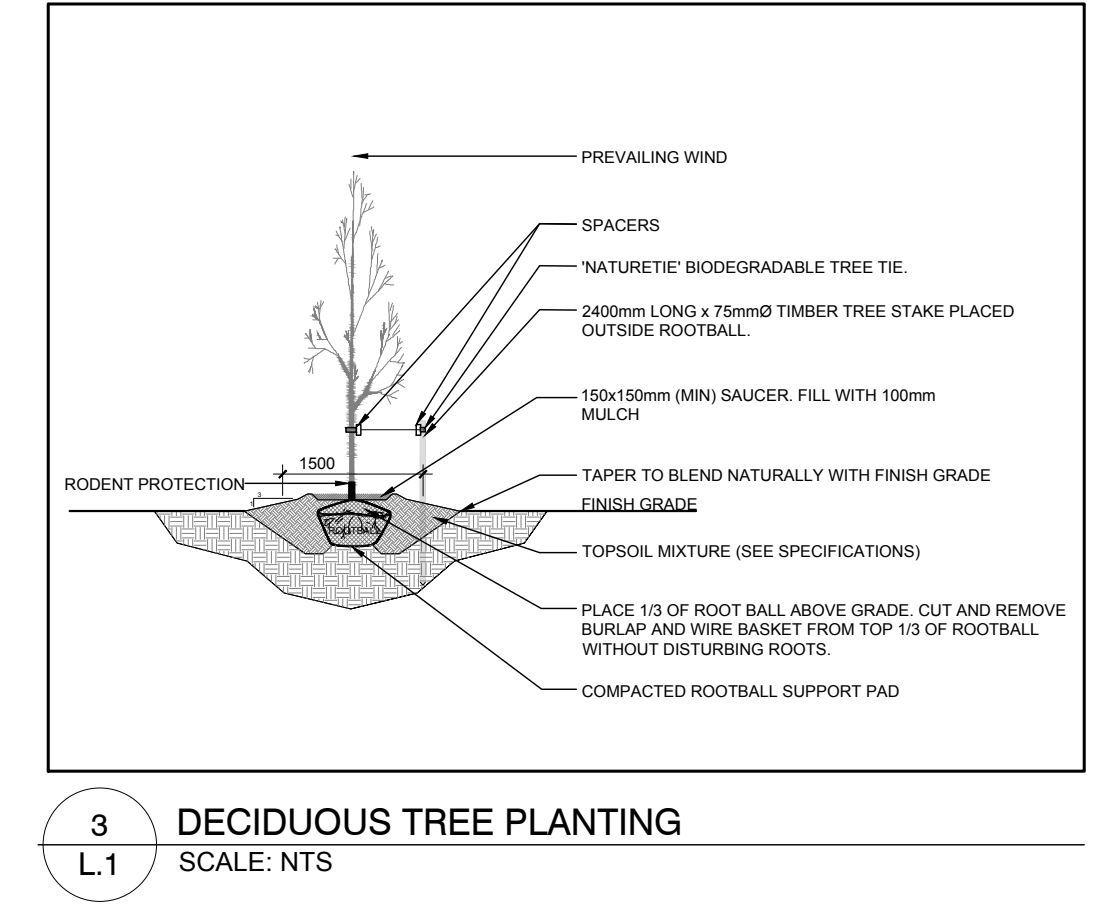 PREVAILING WIND
SPACERS
'NATURETIE' BIODEGRADABLE TREE TIE.
2400mm LONG x 75mmØ TIMBER TREE STAKE PLACED
OUTSIDE ROOTBALL.
150x150mm (MIN) SAUCER. FILL WITH 100mm
MULCH
1500
RODENT PROTECTION
3
1
TAPER TO BLEND NATURALLY WITH FINISH GRADE
FINISH GRADE
ROOTBALL
TOPSOIL MIXTURE (SEE SPECIFICATIONS)
PLACE 1/3 OF ROOT BALL ABOVE GRADE. CUT AND REMOVE
BURLAP AND WIRE BASKET FROM TOP 1/3 OF ROOTBALL
WITHOUT DISTURBING ROOTS.
COMPACTED ROOTBALL SUPPORT PAD
3
L.1
DECIDUOUS TREE PLANTING
SCALE: NTS